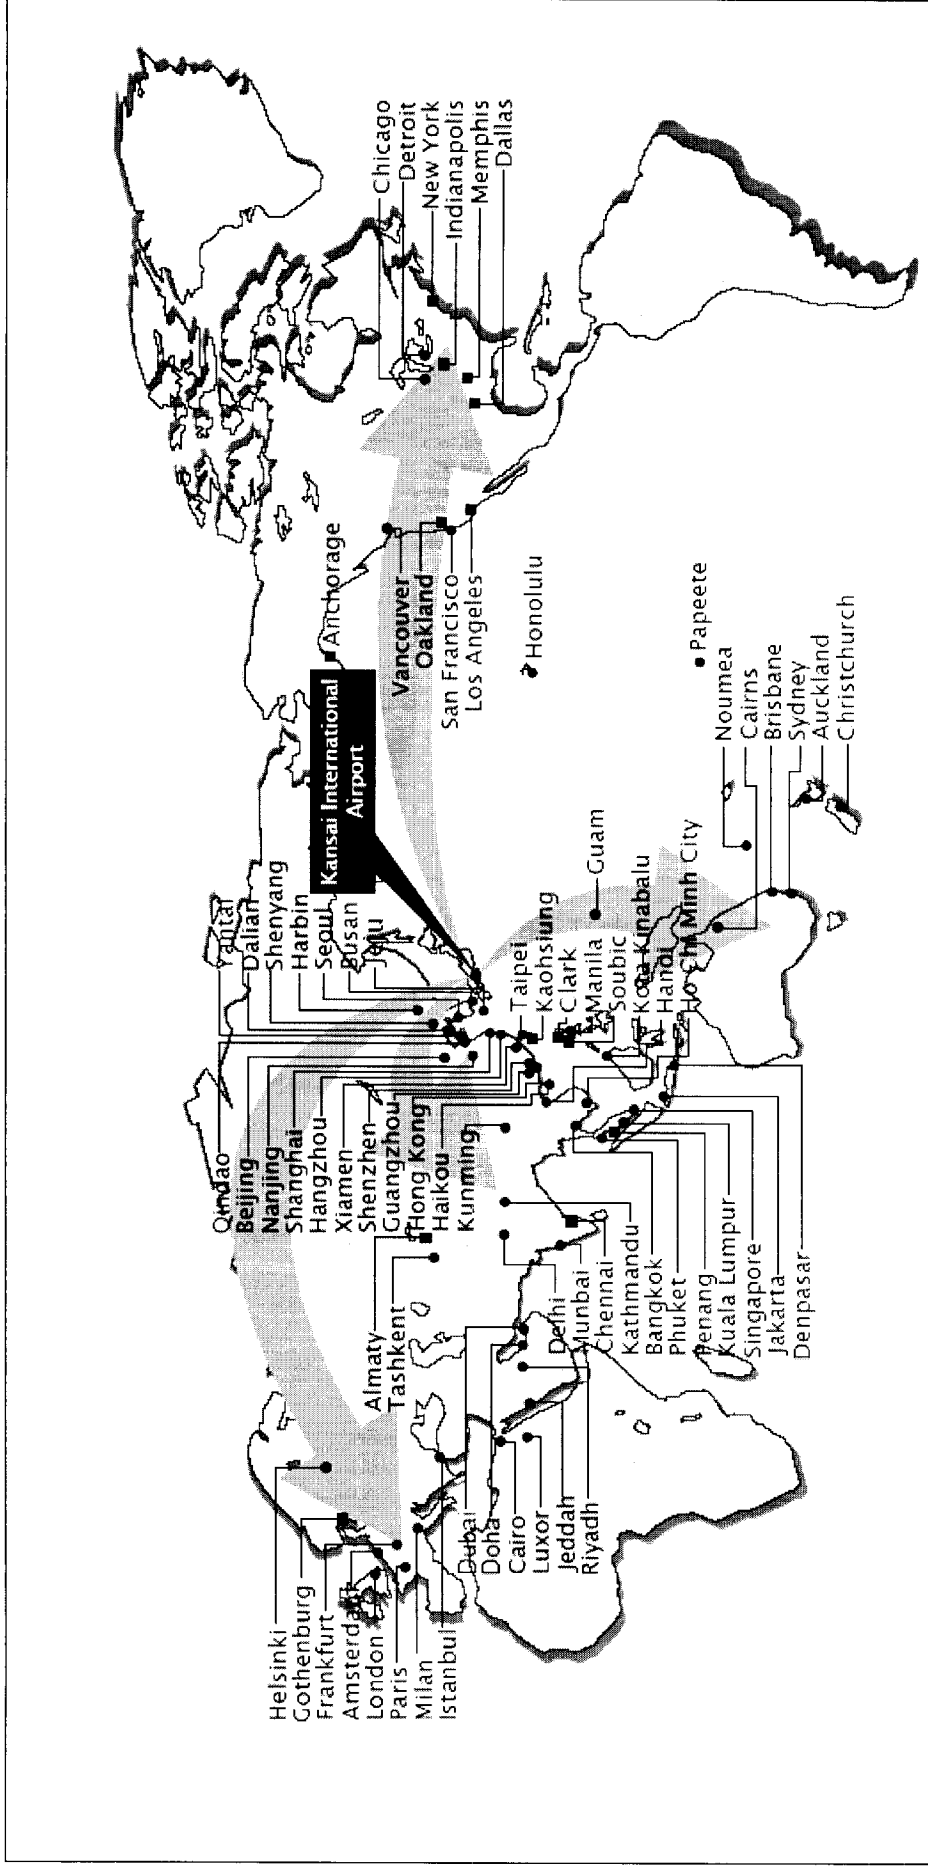 Helsinki
Gothenburg
Frankfurt
Amsterdam
London
Paris
Milan
Istanbul
Almaty
Tashkent
Dubai
Doha
Cairo
Luxor
Jeddah
Riyadh
Qindao
Beijing
Nanjing
Shanghai
Hangzhou
Xiamen
Shenzhen
Guangzhou
Hong Kong
Haikou
Kunming
Delhi
Munbai
Chennai
Kathmandu
Bangkok
Phuket
Penang
Kuala Lumpur
Singapore
Jakarta
Denpasar
Yantai
Dalian
Shenyang
Harbin
Seoul
Busan
Jeju
Kansai International
Airport
Taipei
Kaohsiung
Clark
Manila
Soubic
Kota Kinabalu
Hanoi
Ho Chi Minh City
Guam
Anchorage
Vancouver
Oakland
San Francisco
Los Angeles
Honolulu
Papeete
Noumea
Cairns
Brisbane
Sydney
Auckland
Christchurch
Chicago
Detroit
New York
Indianapolis
Memphis
Dallas